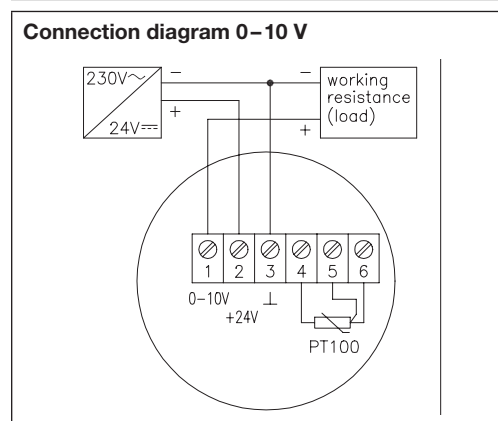 Connection diagram 0–10 V
230V~
24V⎓
−
+
−
+
working
resistance
(load)
1 2 3 4 5 6
0-10V
+24V
⊥
PT100